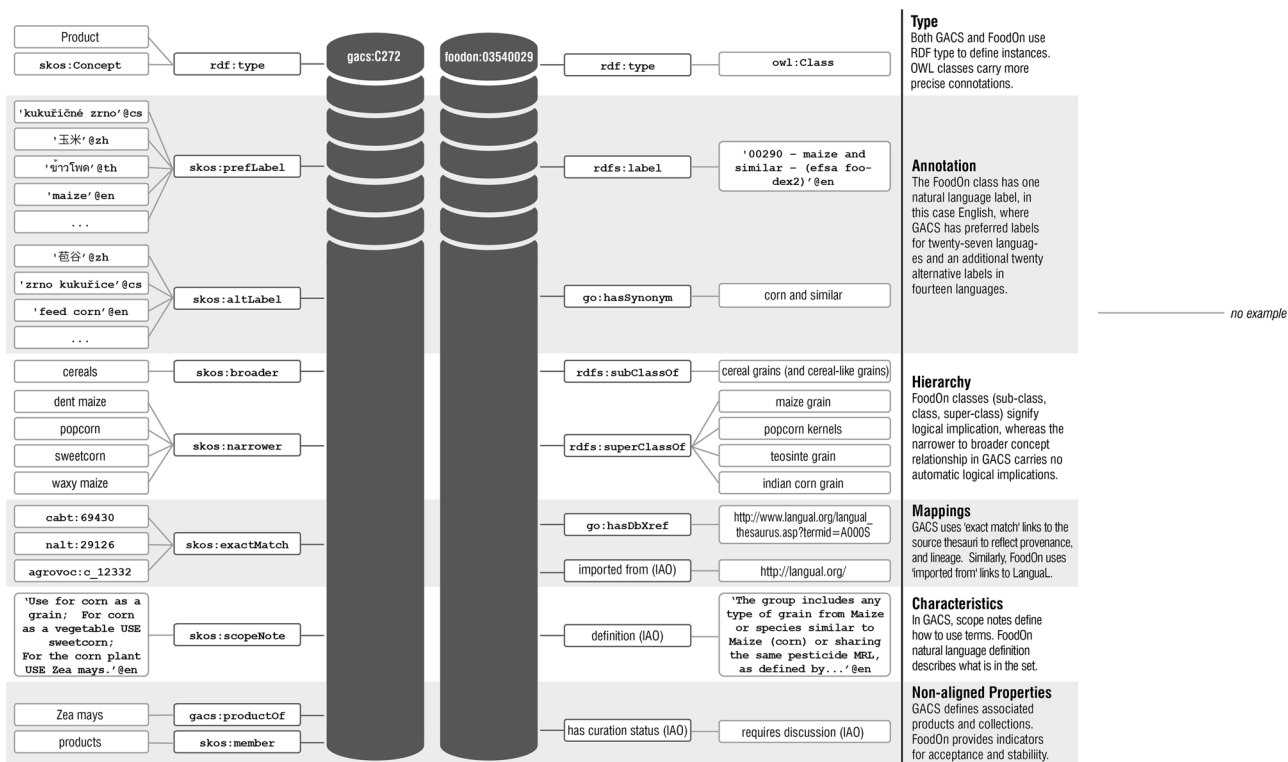 Product
skos:Concept
rdf:type
gacs:C272
foodon:03540029
rdf:type
owl:Class
Type
Both GACS and FoodOn use
RDF type to define instances.
OWL classes carry more
precise connotations.
'kukuřičné zrno'@cs
'玉米'@zh
'ข้าวโพด'@th
'maize'@en
...
skos:prefLabel
rdfs:label
'00290 - maize and
similar - (efsa foo-
dex2)'@en
'苞谷'@zh
'zrno kukuřice'@cs
'feed corn'@en
...
skos:altLabel
go:hasSynonym
corn and similar
Annotation
The FoodOn class has one
natural language label, in
this case English, where
GACS has preferred labels
for twenty-seven languag-
es and an additional twenty
alternative labels in
fourteen languages.
no example
cereals
skos:broader
rdfs:subClassOf
cereal grains (and cereal-like grains)
dent maize
popcorn
sweetcorn
waxy maize
skos:narrower
rdfs:superClassOf
maize grain
popcorn kernels
teosinte grain
indian corn grain
Hierarchy
FoodOn classes (sub-class,
class, super-class) signify
logical implication, whereas the
narrower to broader concept
relationship in GACS carries no
automatic logical implications.
cabt:69430
nalt:29126
agrovoc:c_12332
skos:exactMatch
go:hasDbXref
http://www.langual.org/langual_
thesaurus.asp?termid=A000S
imported from (IAO)
http://langual.org/
Mappings
GACS uses 'exact match' links to the
source thesauri to reflect provenance,
and lineage. Similarly, FoodOn uses
'imported from' links to LanguaL.
'Use for corn as a
grain; For corn
as a vegetable USE
sweetcorn;
For the corn plant
USE Zea mays.'@en
skos:scopeNote
definition (IAO)
'The group includes any
type of grain from Maize
or species similar to
Maize (corn) or sharing
the same pesticide MRL,
as defined by...'@en
Characteristics
In GACS, scope notes define
how to use terms. FoodOn
natural language definition
describes what is in the set.
Zea mays
gacs:productOf
products
skos:member
has curation status (IAO)
requires discussion (IAO)
Non-aligned Properties
GACS defines associated
products and collections.
FoodOn provides indicators
for acceptance and stabiliity.